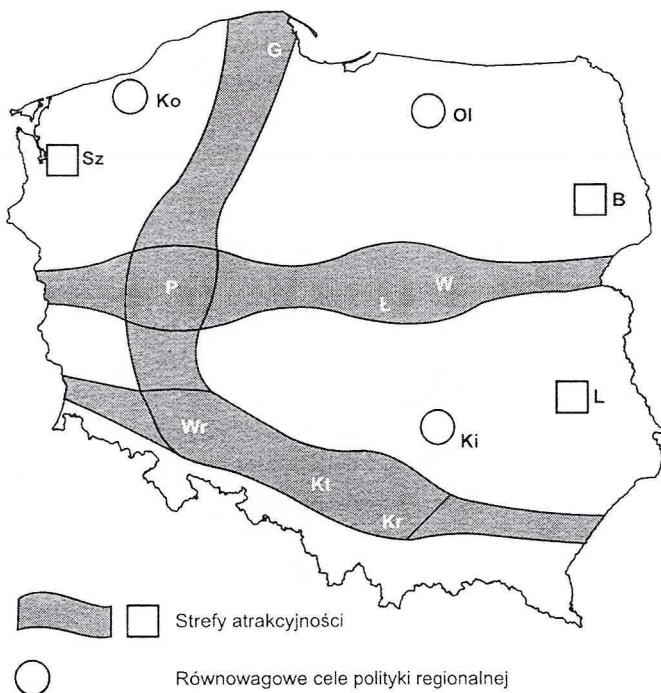 G
Ko
Ol
Sz
B
P
W
Ł
L
Wr
Ki
Kt
Kr
Strefy atrakcyjności
Równowagowe cele polityki regionalnej